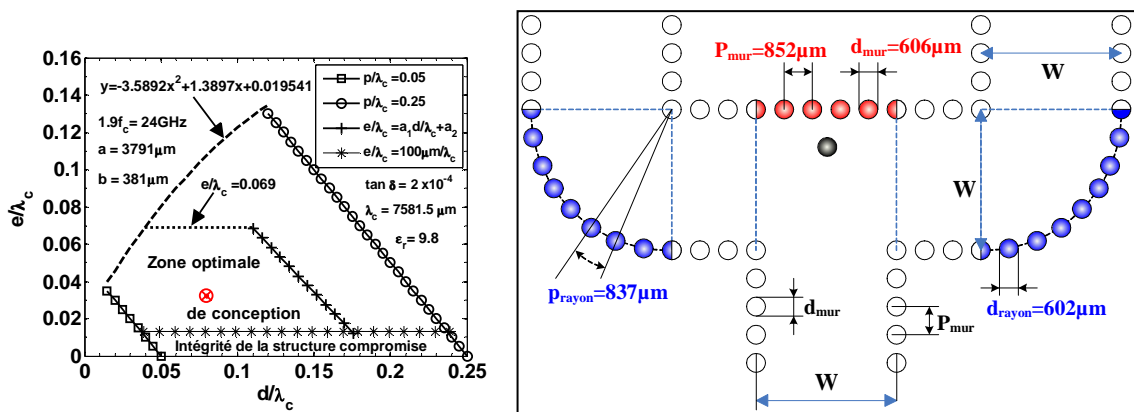 0.16
0.14
0.12
0.1
0.08
0.06
0.04
0.02
0
e/λc
y=-3.5892x²+1.3897x+0.019541
1.9fc = 24GHz
a = 3791µm
b = 381µm
e/λc =0.069
p/λc =0.05
p/λc =0.25
e/λc =a1d/λc+a2
e/λc =100µm/λc
tan δ = 2 x10⁻⁴
λc = 7581.5 µm
εr = 9.8
Zone optimale
de conception
Intégrité de la structure compromise
0 0.05 0.1 0.15 0.2 0.25
d/λc
Pmur=852µm
dmur=606µm
W
W
prayon=837µm
dmur
Pmur
drayon=602µm
W